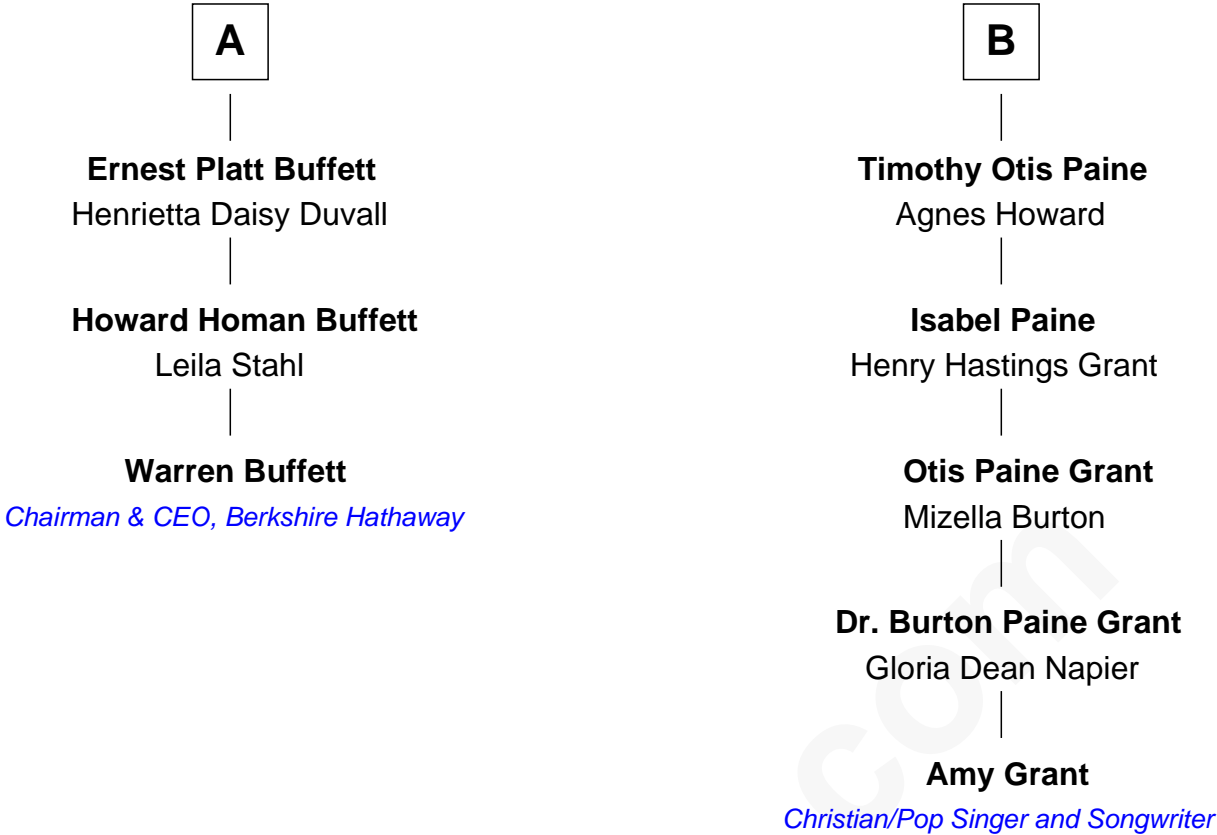 A
Ernest Platt Buffett
Henrietta Daisy Duvall
Howard Homan Buffett
Leila Stahl
Warren Buffett
Chairman & CEO, Berkshire Hathaway
B
Timothy Otis Paine
Agnes Howard
Isabel Paine
Henry Hastings Grant
Otis Paine Grant
Mizella Burton
Dr. Burton Paine Grant
Gloria Dean Napier
Amy Grant
Christian/Pop Singer and Songwriter
com